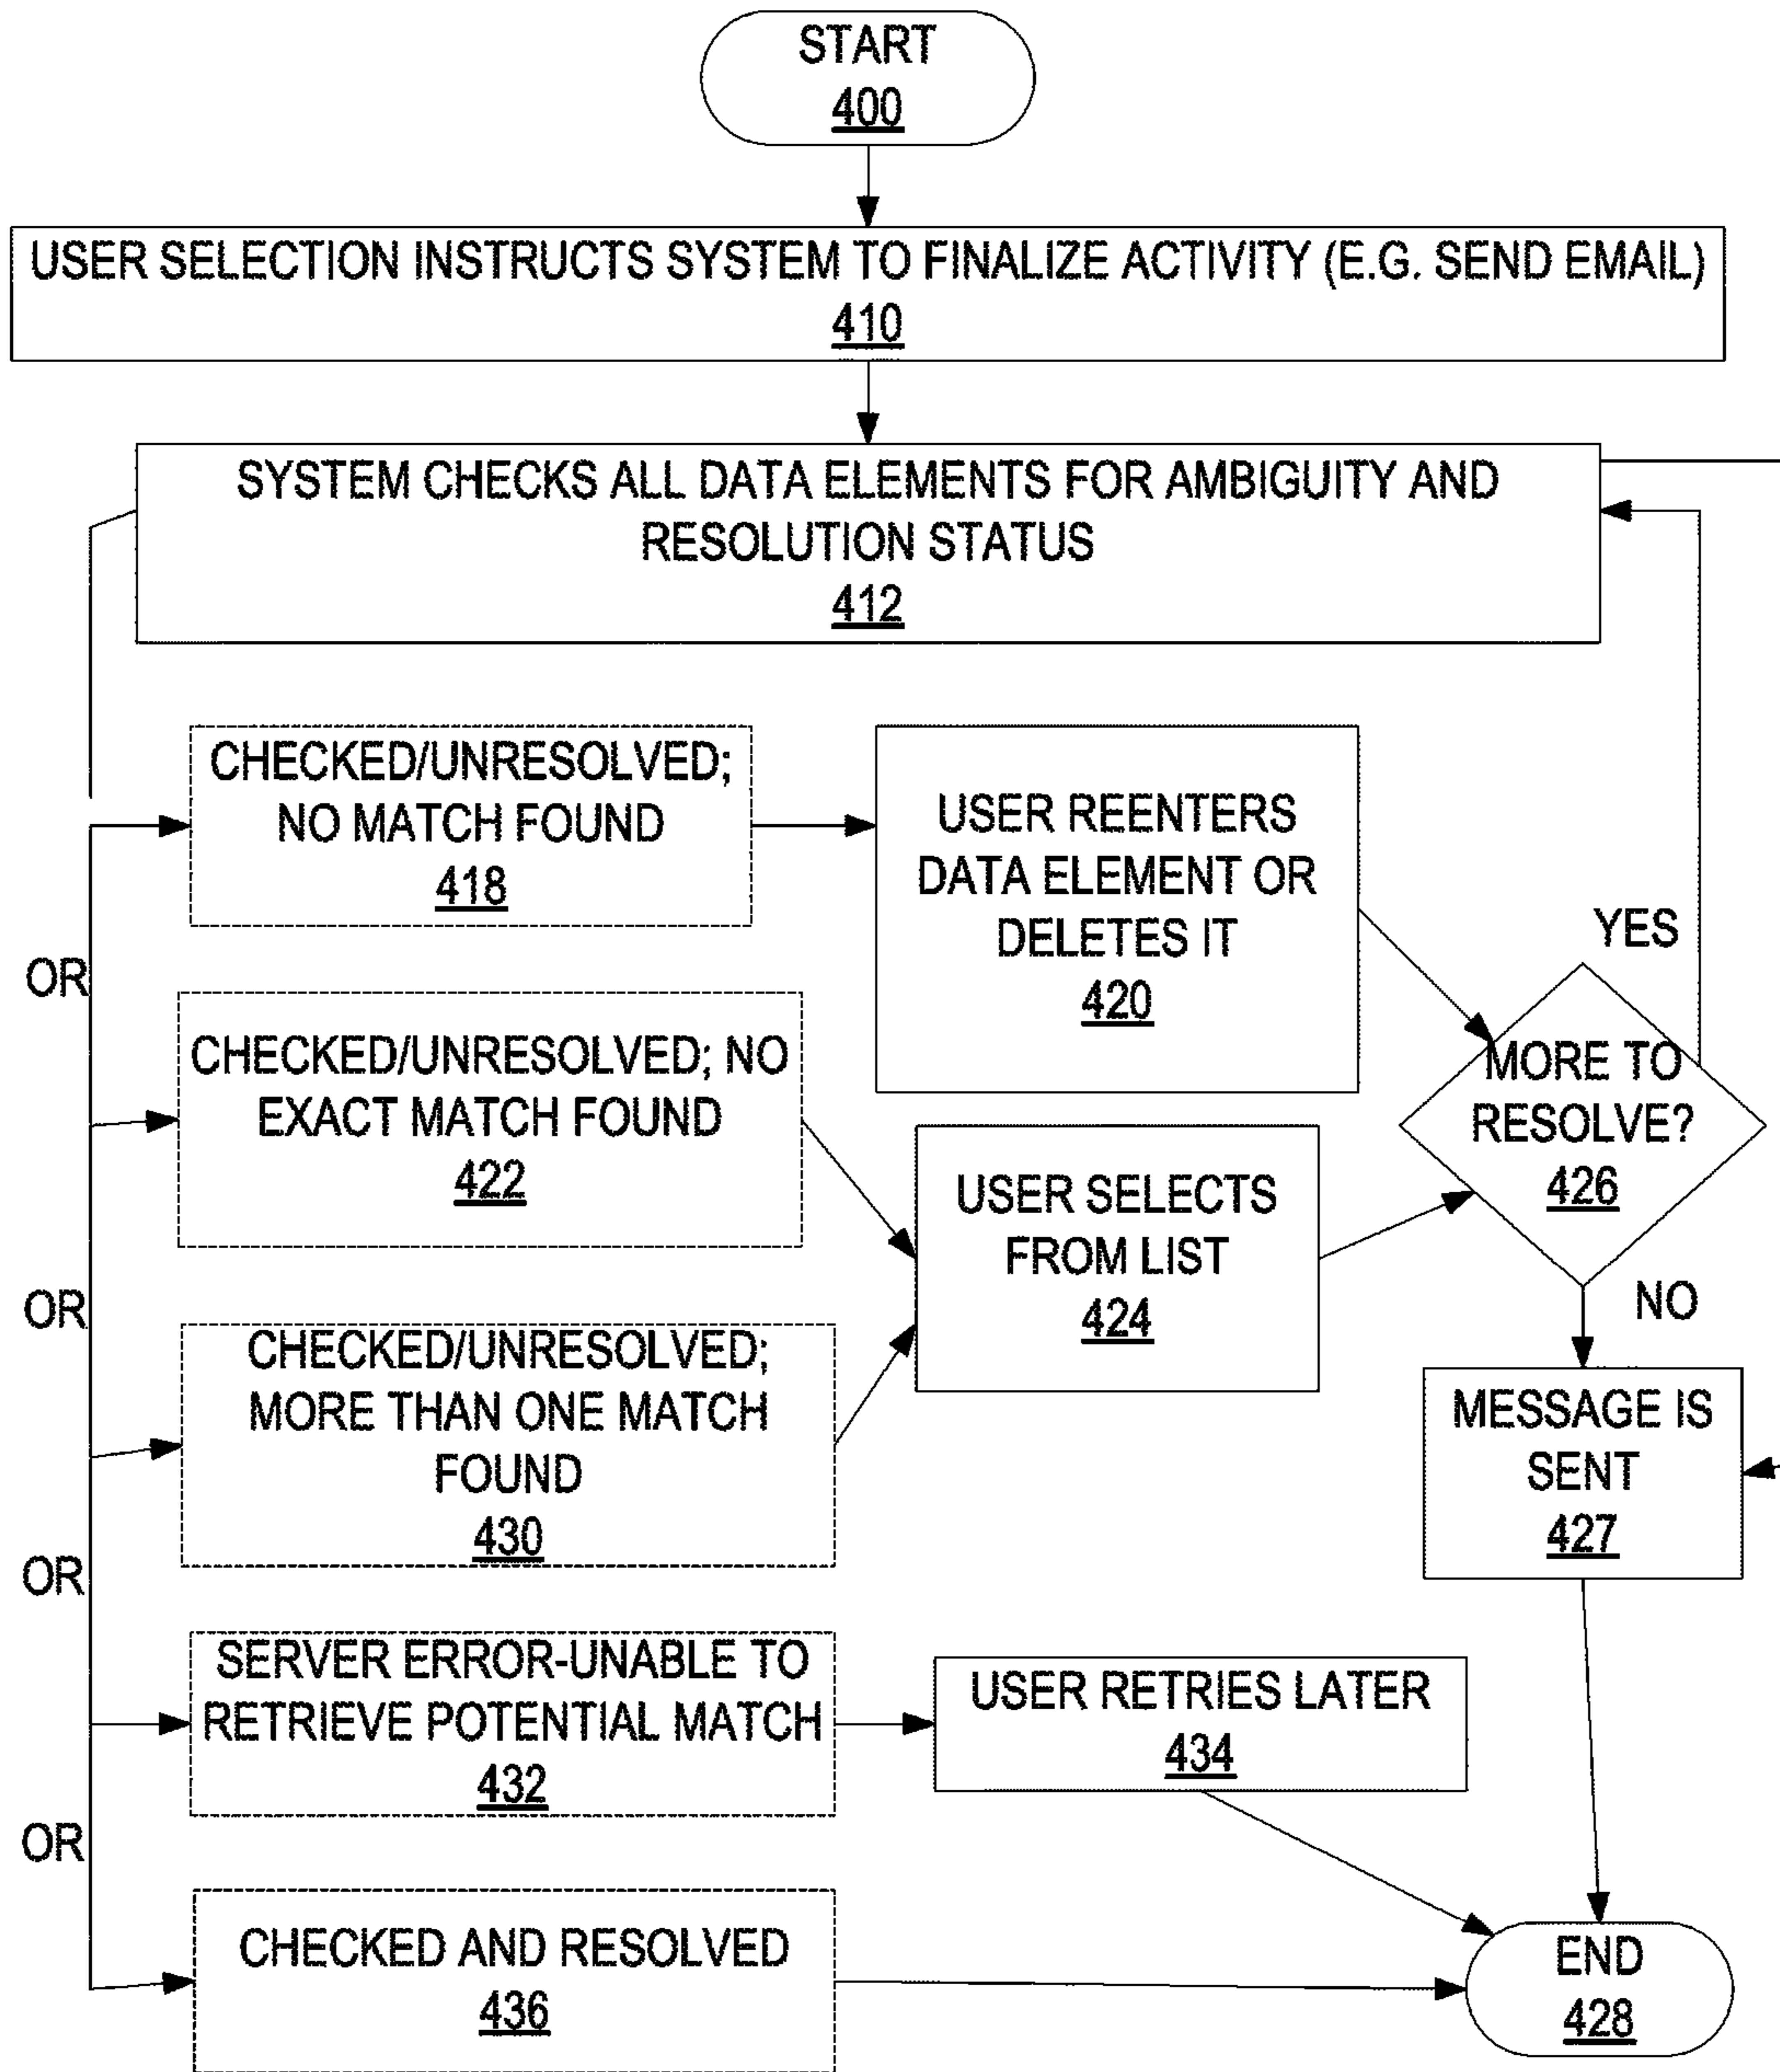 START
400
USER SELECTION INSTRUCTS SYSTEM TO FINALIZE ACTIVITY (E.G. SEND EMAIL)
410
SYSTEM CHECKS ALL DATA ELEMENTS FOR AMBIGUITY AND
RESOLUTION STATUS
412
CHECKED/UNRESOLVED;
NO MATCH FOUND
418
USER REENTERS
DATA ELEMENT OR
DELETES IT
420
YES
OR
CHECKED/UNRESOLVED; NO
EXACT MATCH FOUND
422
MORE TO
RESOLVE?
426
USER SELECTS
FROM LIST
424
OR
NO
CHECKED/UNRESOLVED;
MORE THAN ONE MATCH
FOUND
430
MESSAGE IS
SENT
427
OR
SERVER ERROR-UNABLE TO
RETRIEVE POTENTIAL MATCH
432
USER RETRIES LATER
434
OR
CHECKED AND RESOLVED
436
END
428